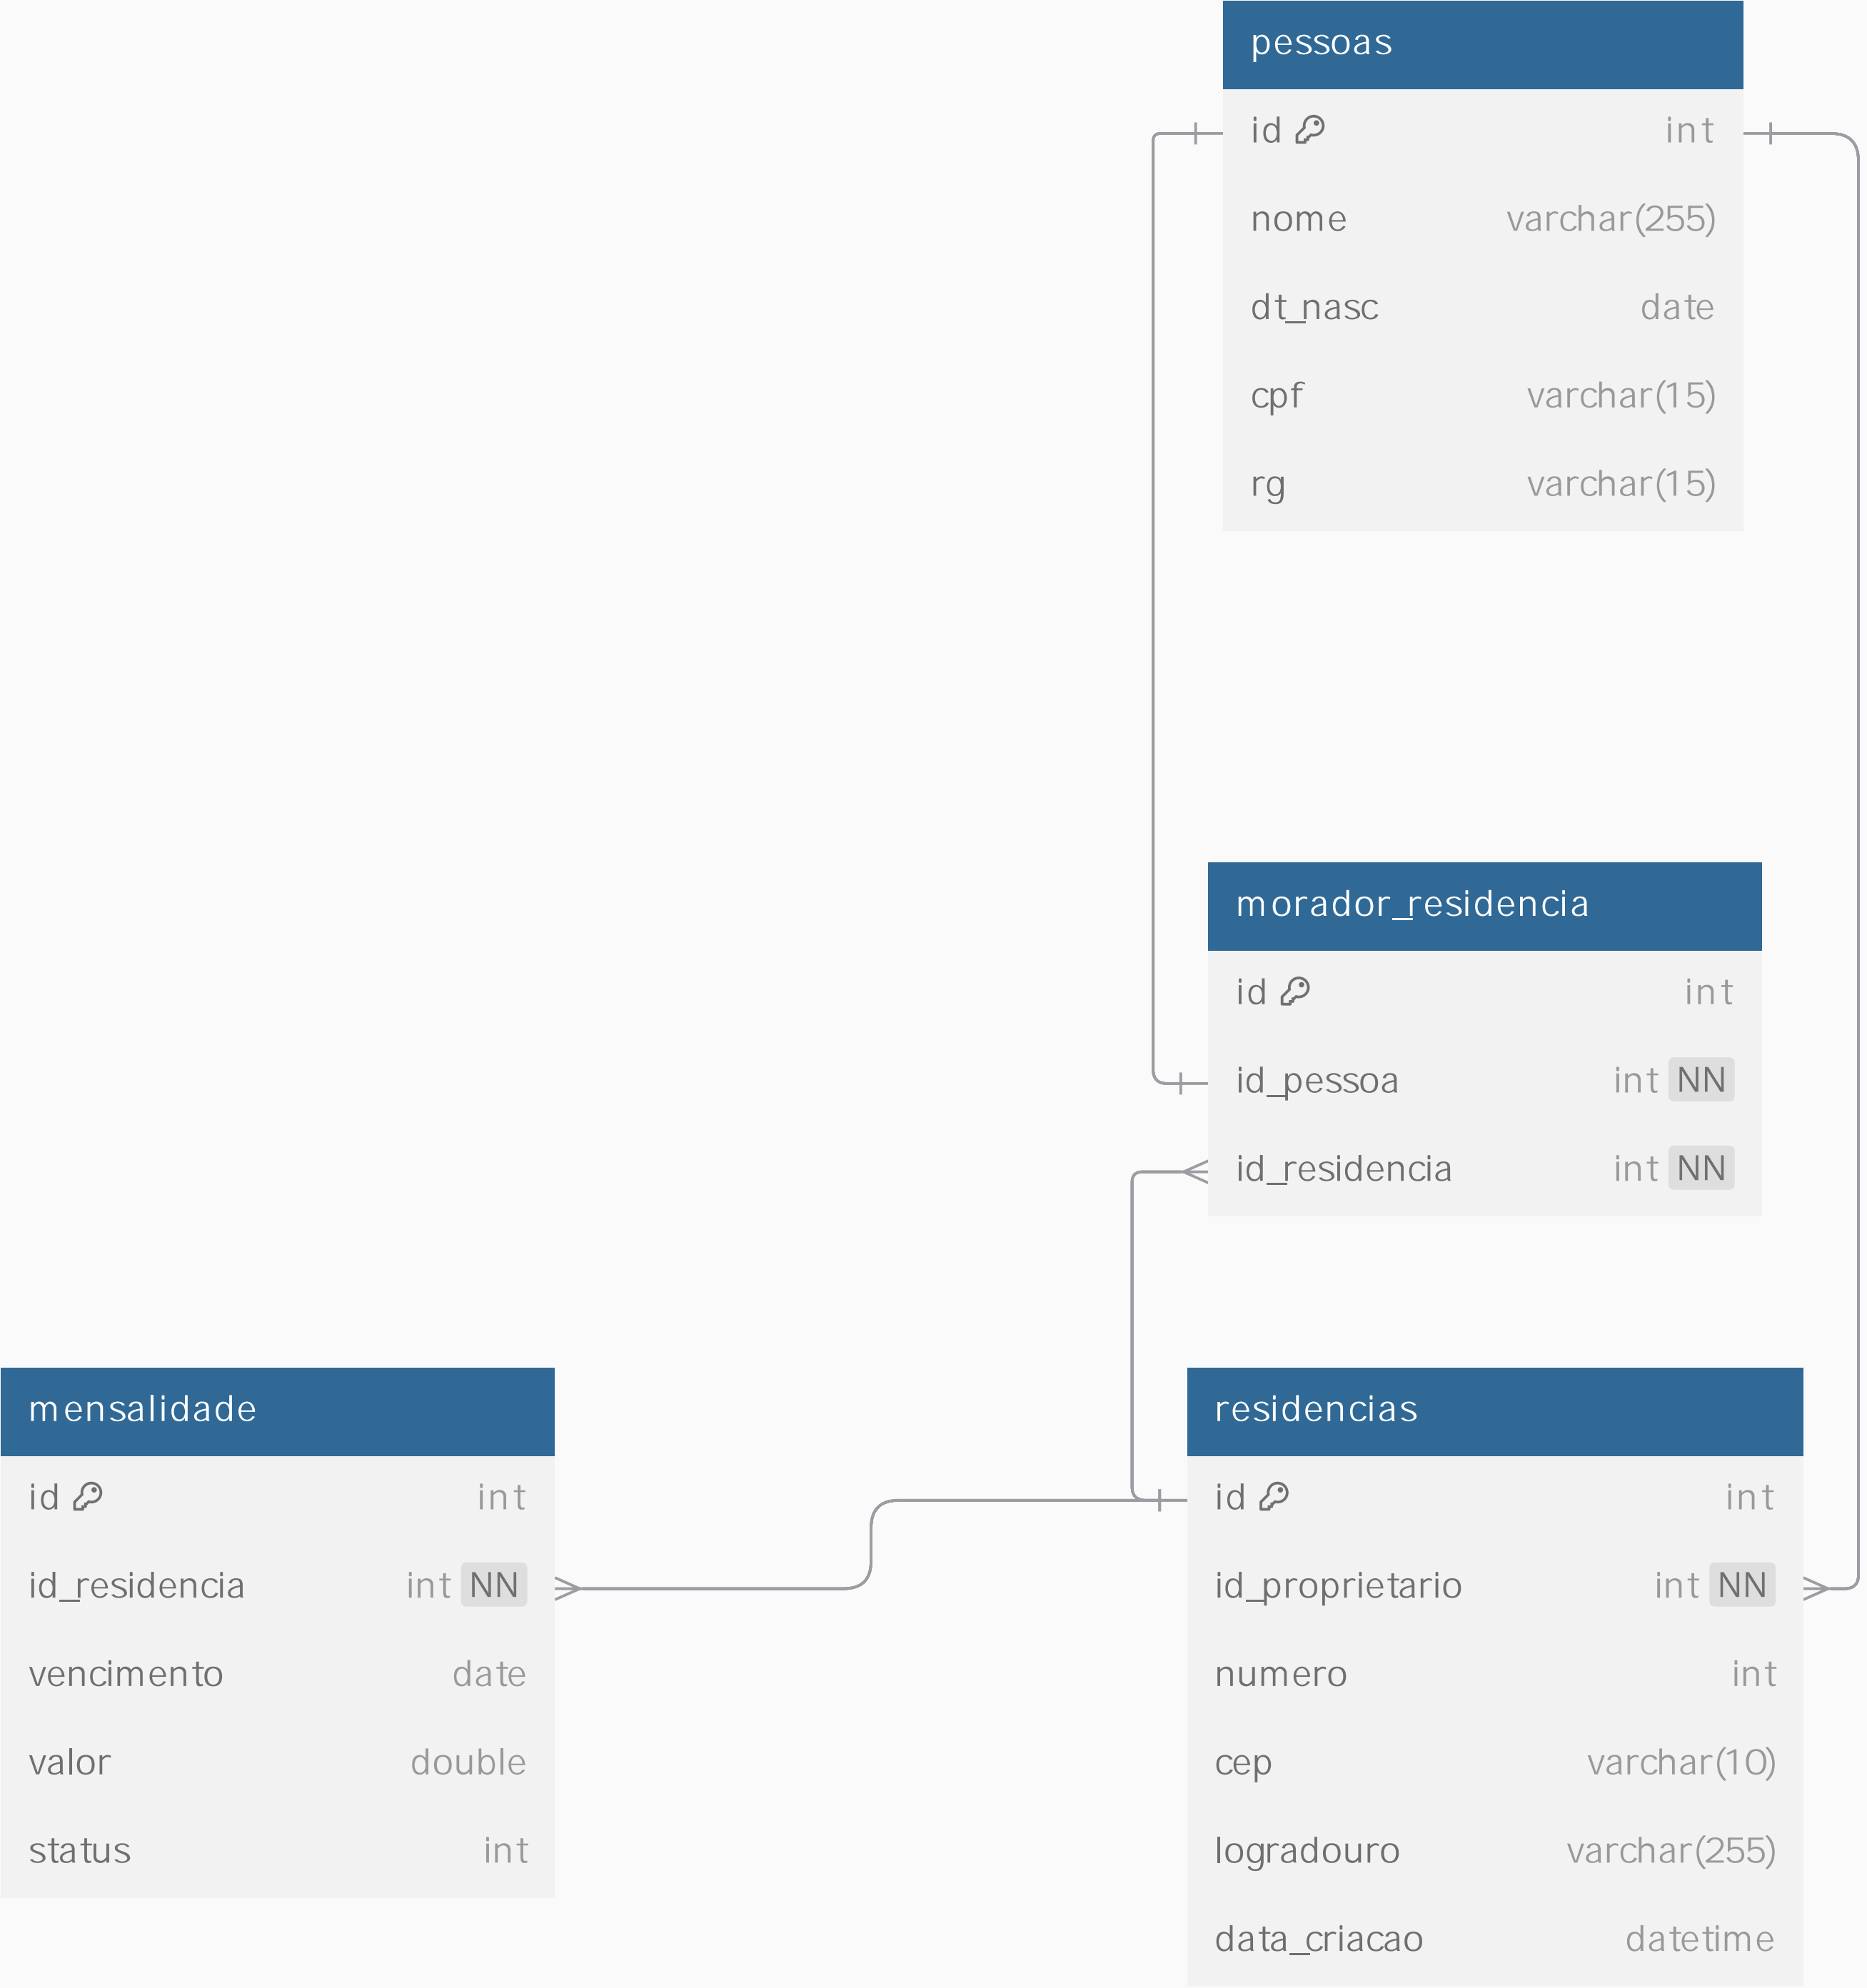 pessoas
id int
nome varchar(255)
dt_nasc date
cpf varchar(15)
rg varchar(15)
morador_residencia
id int
id_pessoa int NN
id_residencia int NN
mensalidade
id int
id_residencia int NN
vencimento date
valor double
status int
residencias
id int
id_proprietario int NN
numero int
cep varchar(10)
logradouro varchar(255)
data_criacao datetime